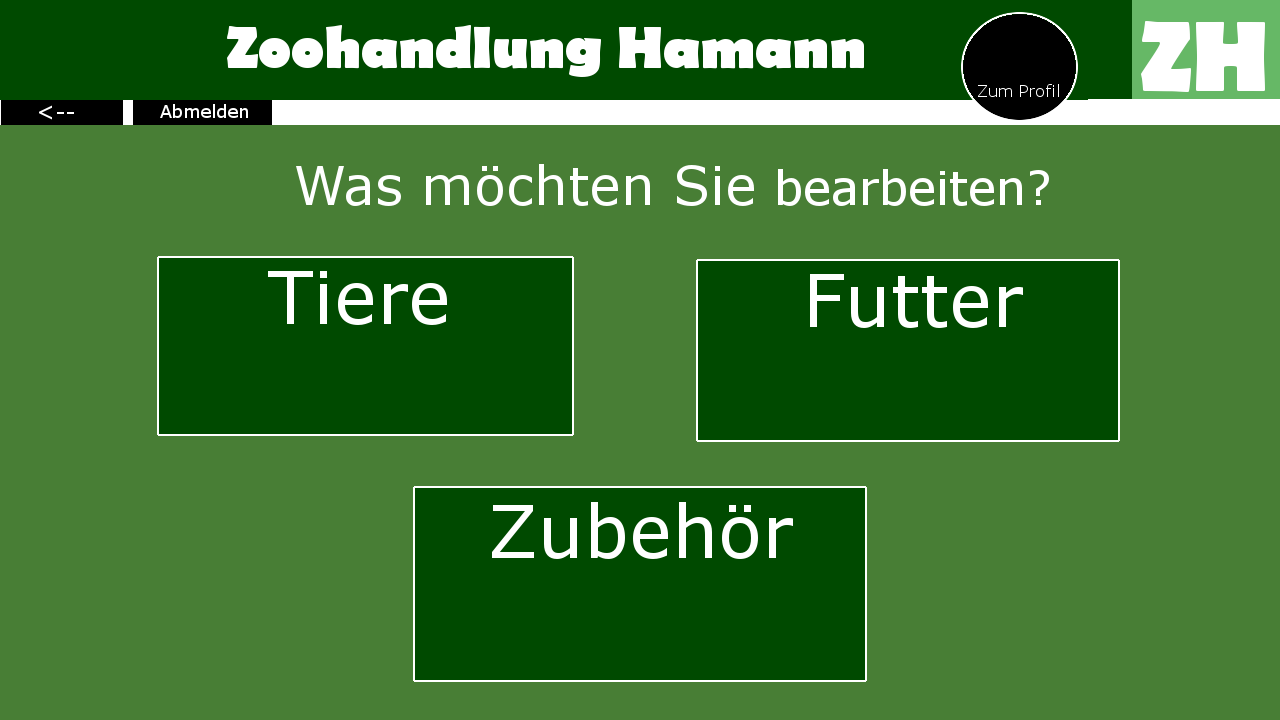 Zoohandlung Hamann
ZH
Zum Profil
<--
Abmelden
Was möchten Sie bearbeiten?
Tiere
Futter
Zubehör